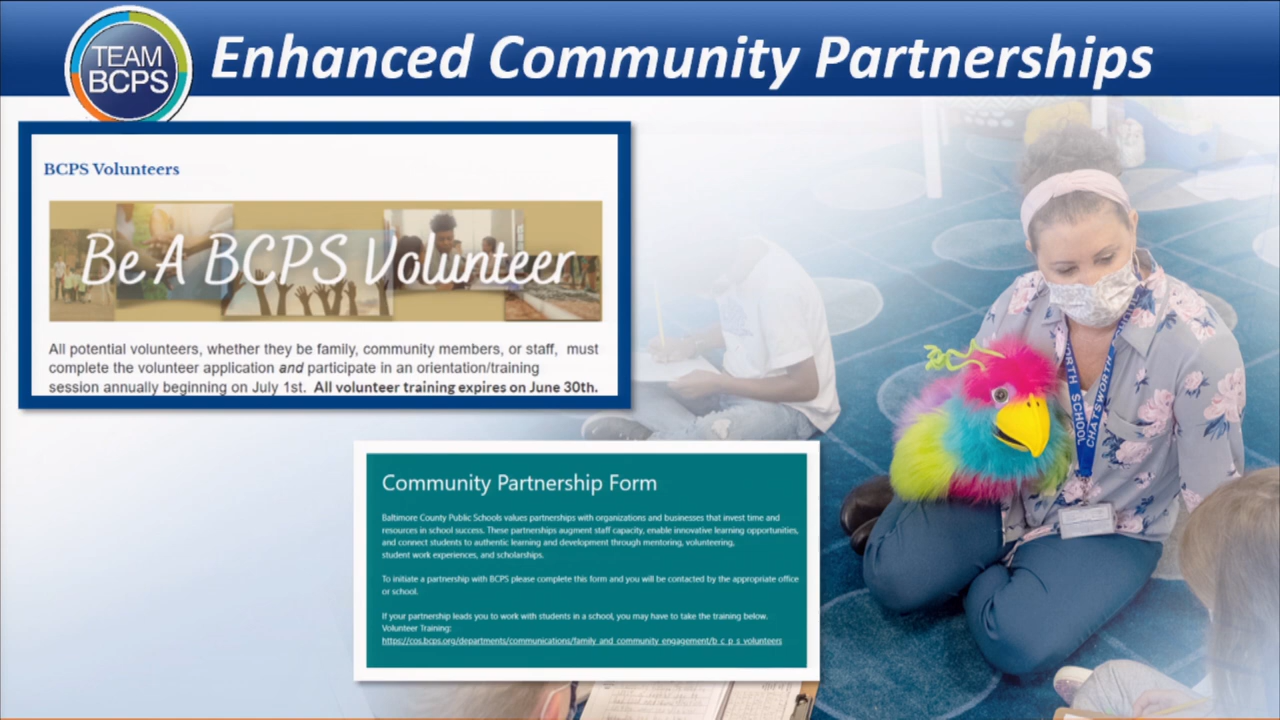 TEAM
BCPS
Enhanced Community Partnerships
BCPS Volunteers
Be A BCPS Volunteer
All potential volunteers, whether they be family, community members, or staff, must
complete the volunteer application and participate in an orientation/training
session annually beginning on July 1st. All volunteer training expires on June 30th.
Community Partnership Form
Baltimore County Public Schools values partnerships with organizations and businesses that invest time and
resources in school success. These partnerships augment staff capacity, enable innovative learning opportunities,
and connect students to authentic learning and development through mentoring, volunteering,
student work experiences, and scholarships.
To initiate a partnership with BCPS please complete this form and you will be contacted by the appropriate office
or school.
If your partnership leads you to work with students in a school, you may have to take the training below.
Volunteer Training:
https://cos.bcps.org/departments/communications/family_and_community_engagement/b_c_p_s_volunteers
SCHOOL
CHATSWORTH